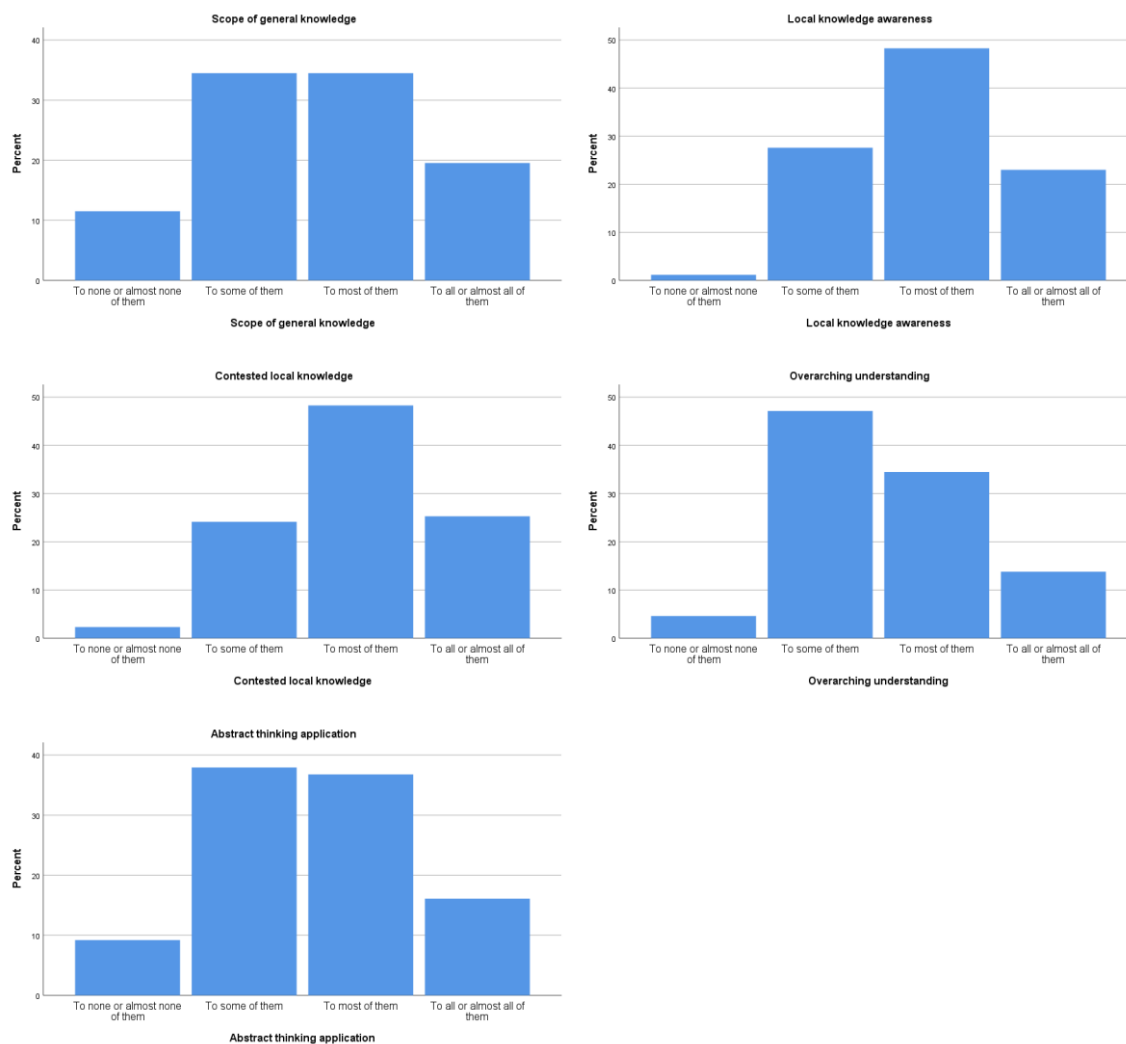 Scope of general knowledge
40
30
20
10
0
Percent
To none or almost none
of them
To some of them
To most of them
To all or almost all of
them
Scope of general knowledge
Local knowledge awareness
50
40
30
20
10
0
Percent
To none or almost none
of them
To some of them
To most of them
To all or almost all of
them
Local knowledge awareness
Contested local knowledge
50
40
30
20
10
0
Percent
To none or almost none
of them
To some of them
To most of them
To all or almost all of
them
Contested local knowledge
Overarching understanding
50
40
30
20
10
0
Percent
To none or almost none
of them
To some of them
To most of them
To all or almost all of
them
Overarching understanding
Abstract thinking application
40
30
20
10
0
Percent
To none or almost none
of them
To some of them
To most of them
To all or almost all of
them
Abstract thinking application